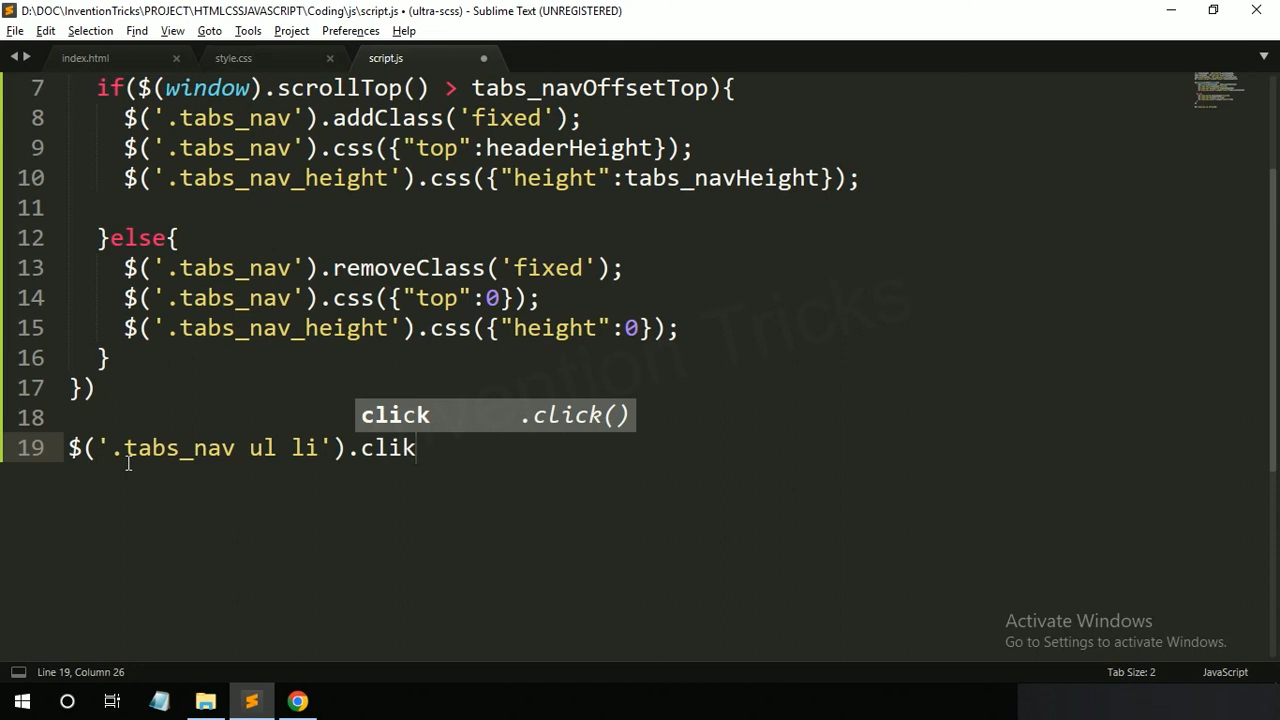 D:\DOC\InventionTricks\PROJECT\HTMLCSSJAVASCRIPT\Coding\js\script.js • (ultra-scss) - Sublime Text (UNREGISTERED)
File Edit Selection Find View Goto Tools Project Preferences Help
index.html style.css script.js
7 if($(window).scrollTop() > tabs_navOffsetTop){
8 $('.tabs_nav').addClass('fixed');
9 $('.tabs_nav').css({"top":headerHeight});
10 $('.tabs_nav_height').css({"height":tabs_navHeight});
11
12 }else{
13 $('.tabs_nav').removeClass('fixed');
14 $('.tabs_nav').css({"top":0});
15 $('.tabs_nav_height').css({"height":0});
16 }
17 })
18
click .click()
19 $('.tabs_nav ul li').clik
Invention Tricks
Activate Windows
Go to Settings to activate Windows.
Line 19, Column 26 Tab Size: 2 JavaScript